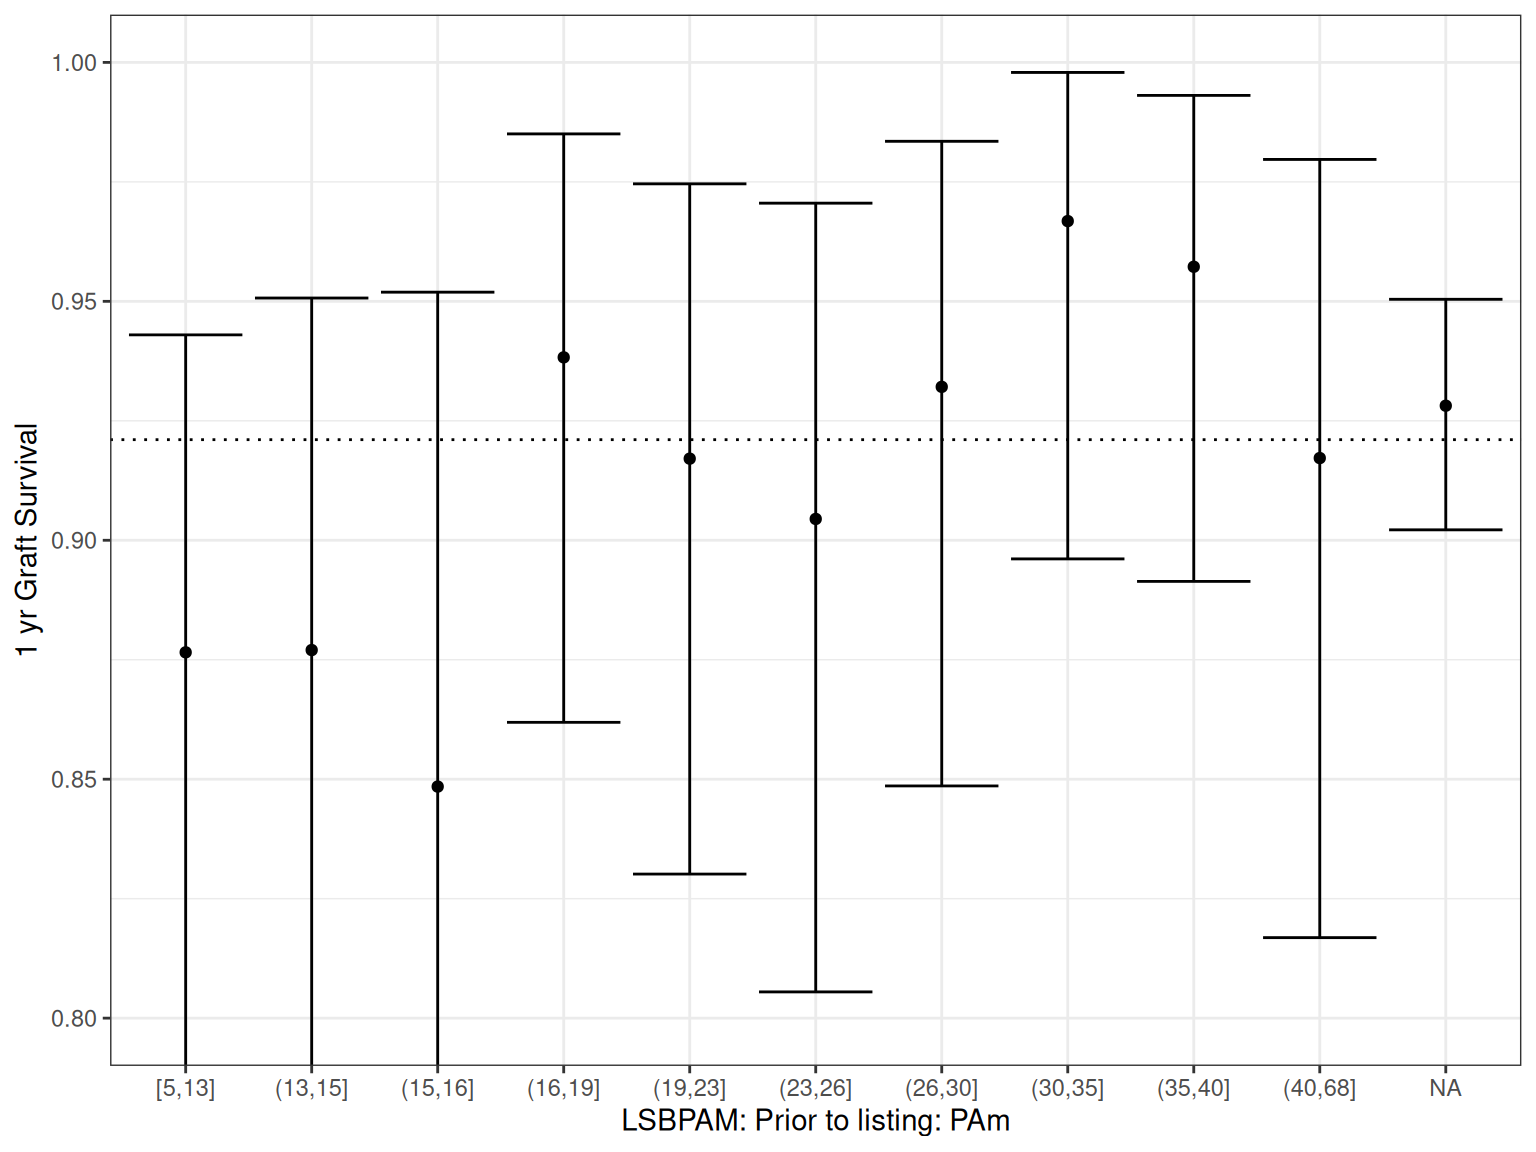 1.00
0.95
0.90
0.85
0.80
1 yr Graft Survival
[5,13] (13,15] (15,16] (16,19] (19,23] (23,26] (26,30] (30,35] (35,40] (40,68] NA
LSBPAM: Prior to listing: PAm